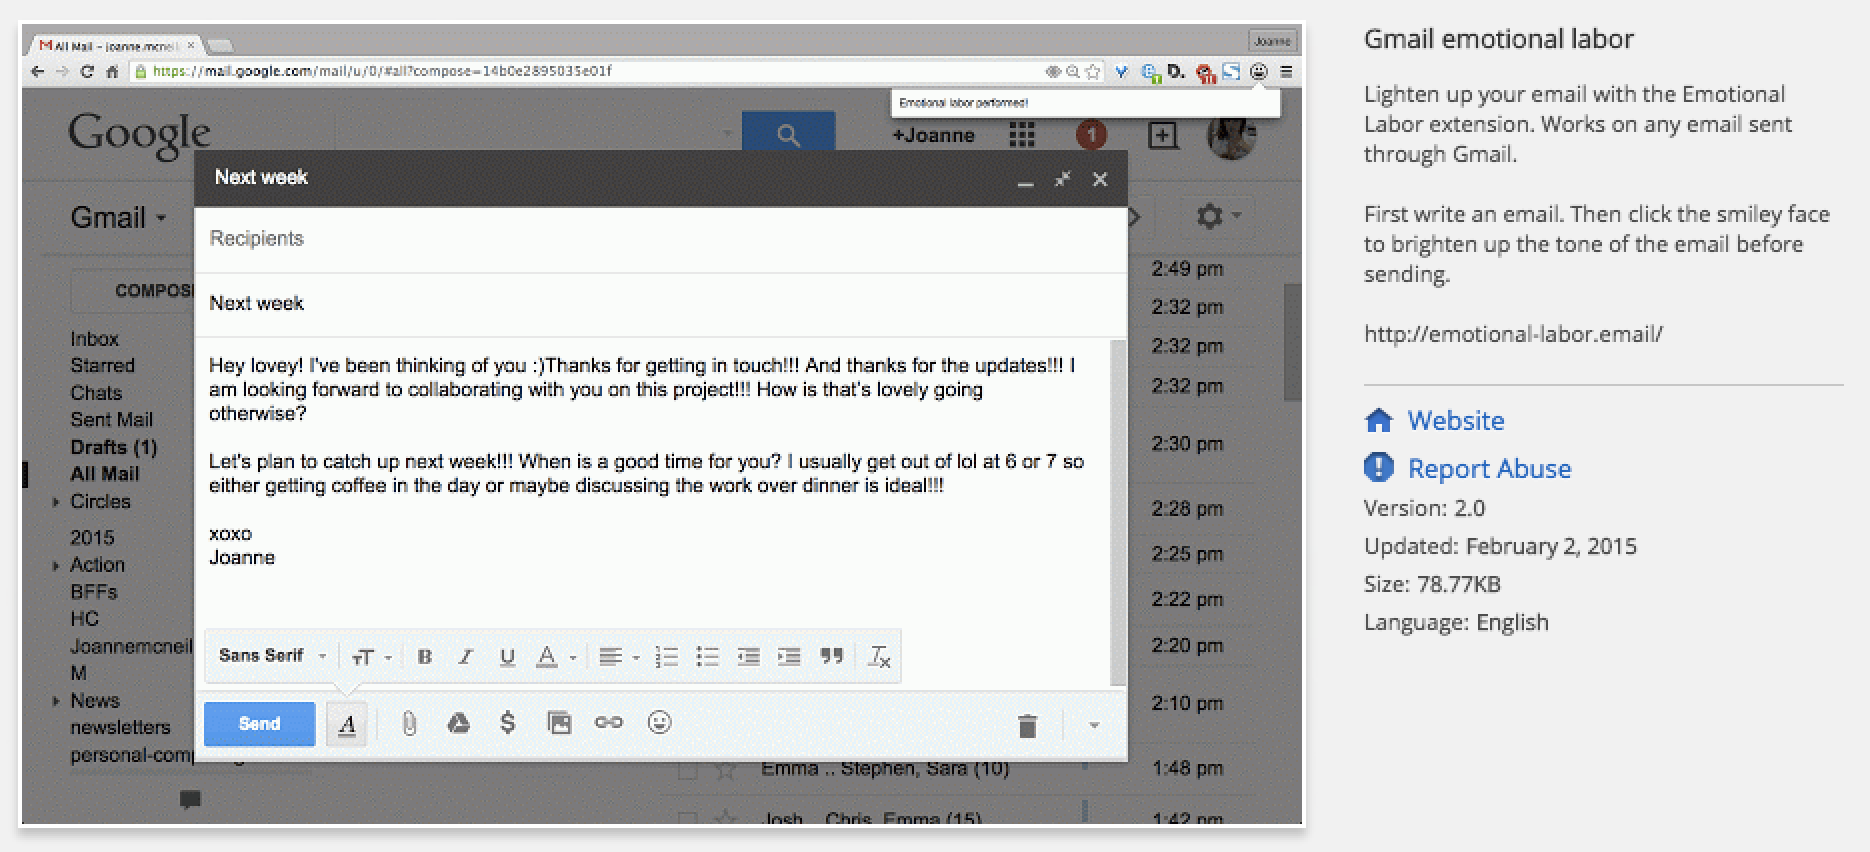 All Mail – joanne.mcneil
Joanne
https://mail.google.com/mail/u/0/#all?compose=14b0e2895035e01f
D.
Emotional labor performed!
Google
+Joanne
1
Next week
Gmail
Recipients
2:49 pm
COMPOS
Next week
2:32 pm
Inbox
Starred
Chats
Sent Mail
Drafts (1)
All Mail
Circles
2015
Action
BFFs
HC
Joannemcneil
M
News
newsletters
personal-comp
Hey lovey! I've been thinking of you :)Thanks for getting in touch!!! And thanks for the updates!!! I
am looking forward to collaborating with you on this project!!! How is that's lovely going
otherwise?
Let's plan to catch up next week!!! When is a good time for you? I usually get out of lol at 6 or 7 so
either getting coffee in the day or maybe discussing the work over dinner is ideal!!!
xoxo
Joanne
2:32 pm
2:32 pm
2:30 pm
2:28 pm
2:25 pm
2:22 pm
2:20 pm
2:10 pm
Sans Serif
B I U A
Send
A
$
Emma .. Stephen, Sara (10)
1:48 pm
Josh .. Chris, Emma (15)
1:42 pm
Gmail emotional labor
Lighten up your email with the Emotional
Labor extension. Works on any email sent
through Gmail.
First write an email. Then click the smiley face
to brighten up the tone of the email before
sending.
http://emotional-labor.email/
Website
Report Abuse
Version: 2.0
Updated: February 2, 2015
Size: 78.77KB
Language: English